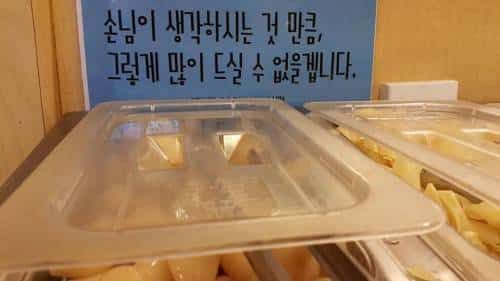 손님이 생각하시는 것 만큼,
그렇게 많이 드실 수 없을겝니다.